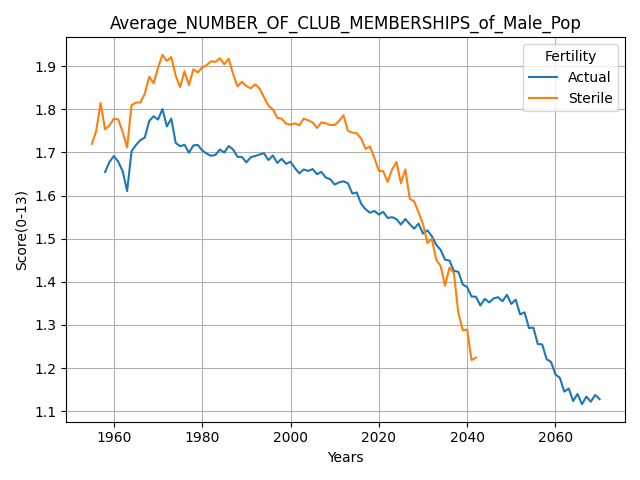 Average_NUMBER_OF_CLUB_MEMBERSHIPS_of_Male_Pop
Fertility
Actual
Sterile
Score(0-13)
1.9
1.8
1.7
1.6
1.5
1.4
1.3
1.2
1.1
1960 1980 2000 2020 2040 2060
Years